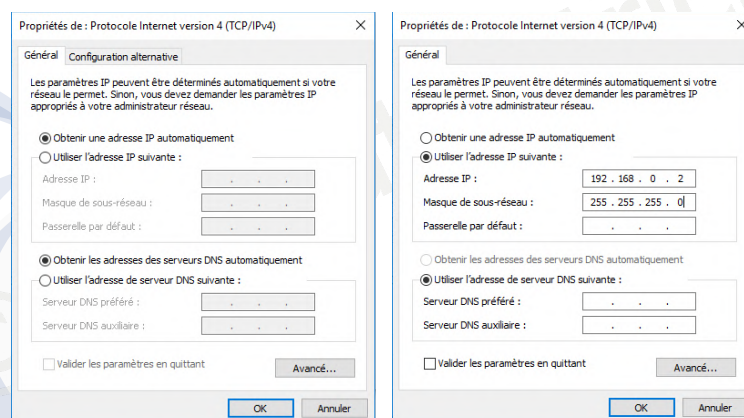 Propriétés de : Protocole Internet version 4 (TCP/IPv4)
Général Configuration alternative
Les paramètres IP peuvent être déterminés automatiquement si votre
réseau le permet. Sinon, vous devez demander les paramètres IP
appropriés à votre administrateur réseau.
Obtenir une adresse IP automatiquement
Utiliser l'adresse IP suivante :
Adresse IP :
Masque de sous-réseau :
Passerelle par défaut :
Obtenir les adresses des serveurs DNS automatiquement
Utiliser l'adresse de serveur DNS suivante :
Serveur DNS préféré :
Serveur DNS auxiliaire :
Valider les paramètres en quittant
Avancé...
OK Annuler
Propriétés de : Protocole Internet version 4 (TCP/IPv4)
Général
Les paramètres IP peuvent être déterminés automatiquement si votre
réseau le permet. Sinon, vous devez demander les paramètres IP
appropriés à votre administrateur réseau.
Obtenir une adresse IP automatiquement
Utiliser l'adresse IP suivante :
Adresse IP : 192 . 168 . 0 . 2
Masque de sous-réseau : 255 . 255 . 255 . 0
Passerelle par défaut :
Obtenir les adresses des serveurs DNS automatiquement
Utiliser l'adresse de serveur DNS suivante :
Serveur DNS préféré :
Serveur DNS auxiliaire :
Valider les paramètres en quittant
Avancé...
OK Annuler